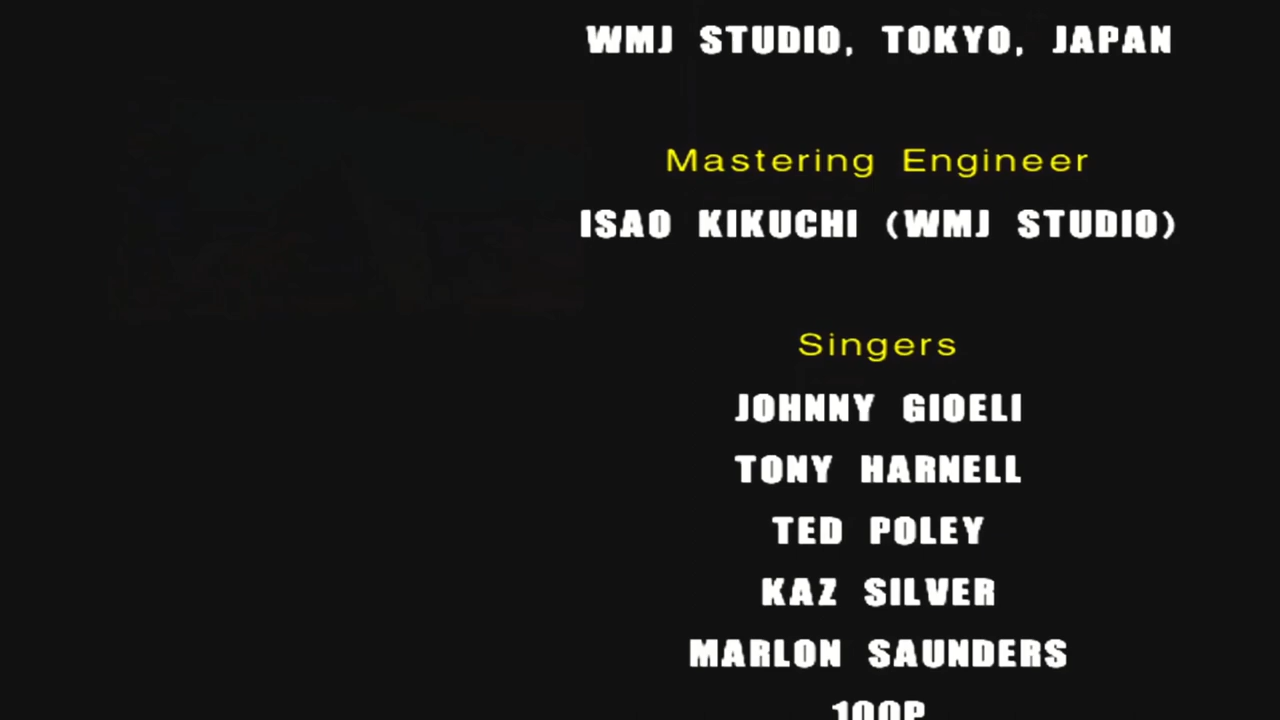 WMJ STUDIO, TOKYO, JAPAN
Mastering Engineer
ISAO KIKUCHI (WMJ STUDIO)
Singers
JOHNNY GIOELI
TONY HARNELL
TED POLEY
KAZ SILVER
MARLON SAUNDERS